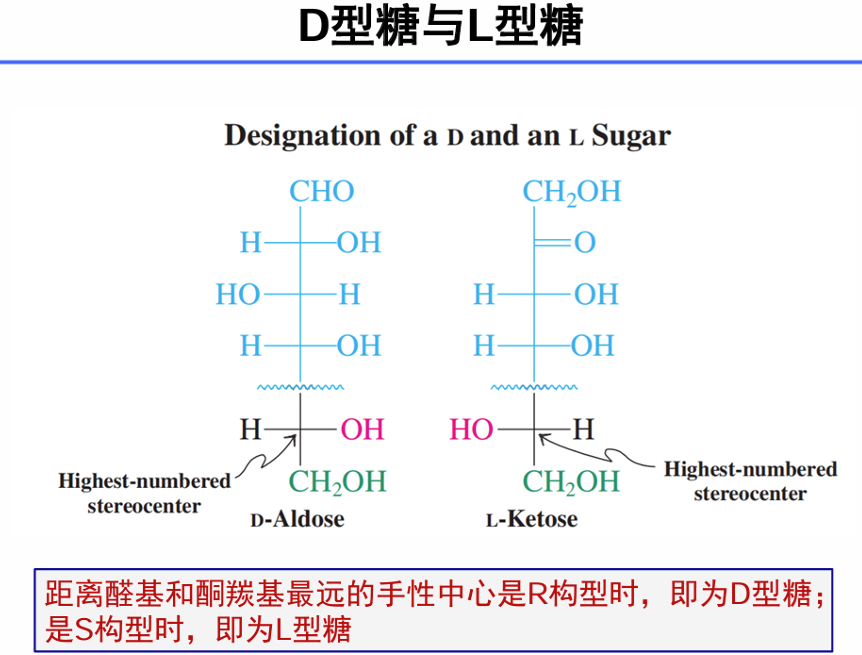 D型糖与L型糖
Designation of a D and an L Sugar
CHO
H OH
HO H
H OH
H OH
CH₂OH
Highest-numbered
stereocenter
D-Aldose
CH₂OH
O
H OH
H OH
HO H
CH₂OH
Highest-numbered
stereocenter
L-Ketose
距离醛基和酮羰基最远的手性中心是R构型时，即为D型糖；
是S构型时，即为L型糖